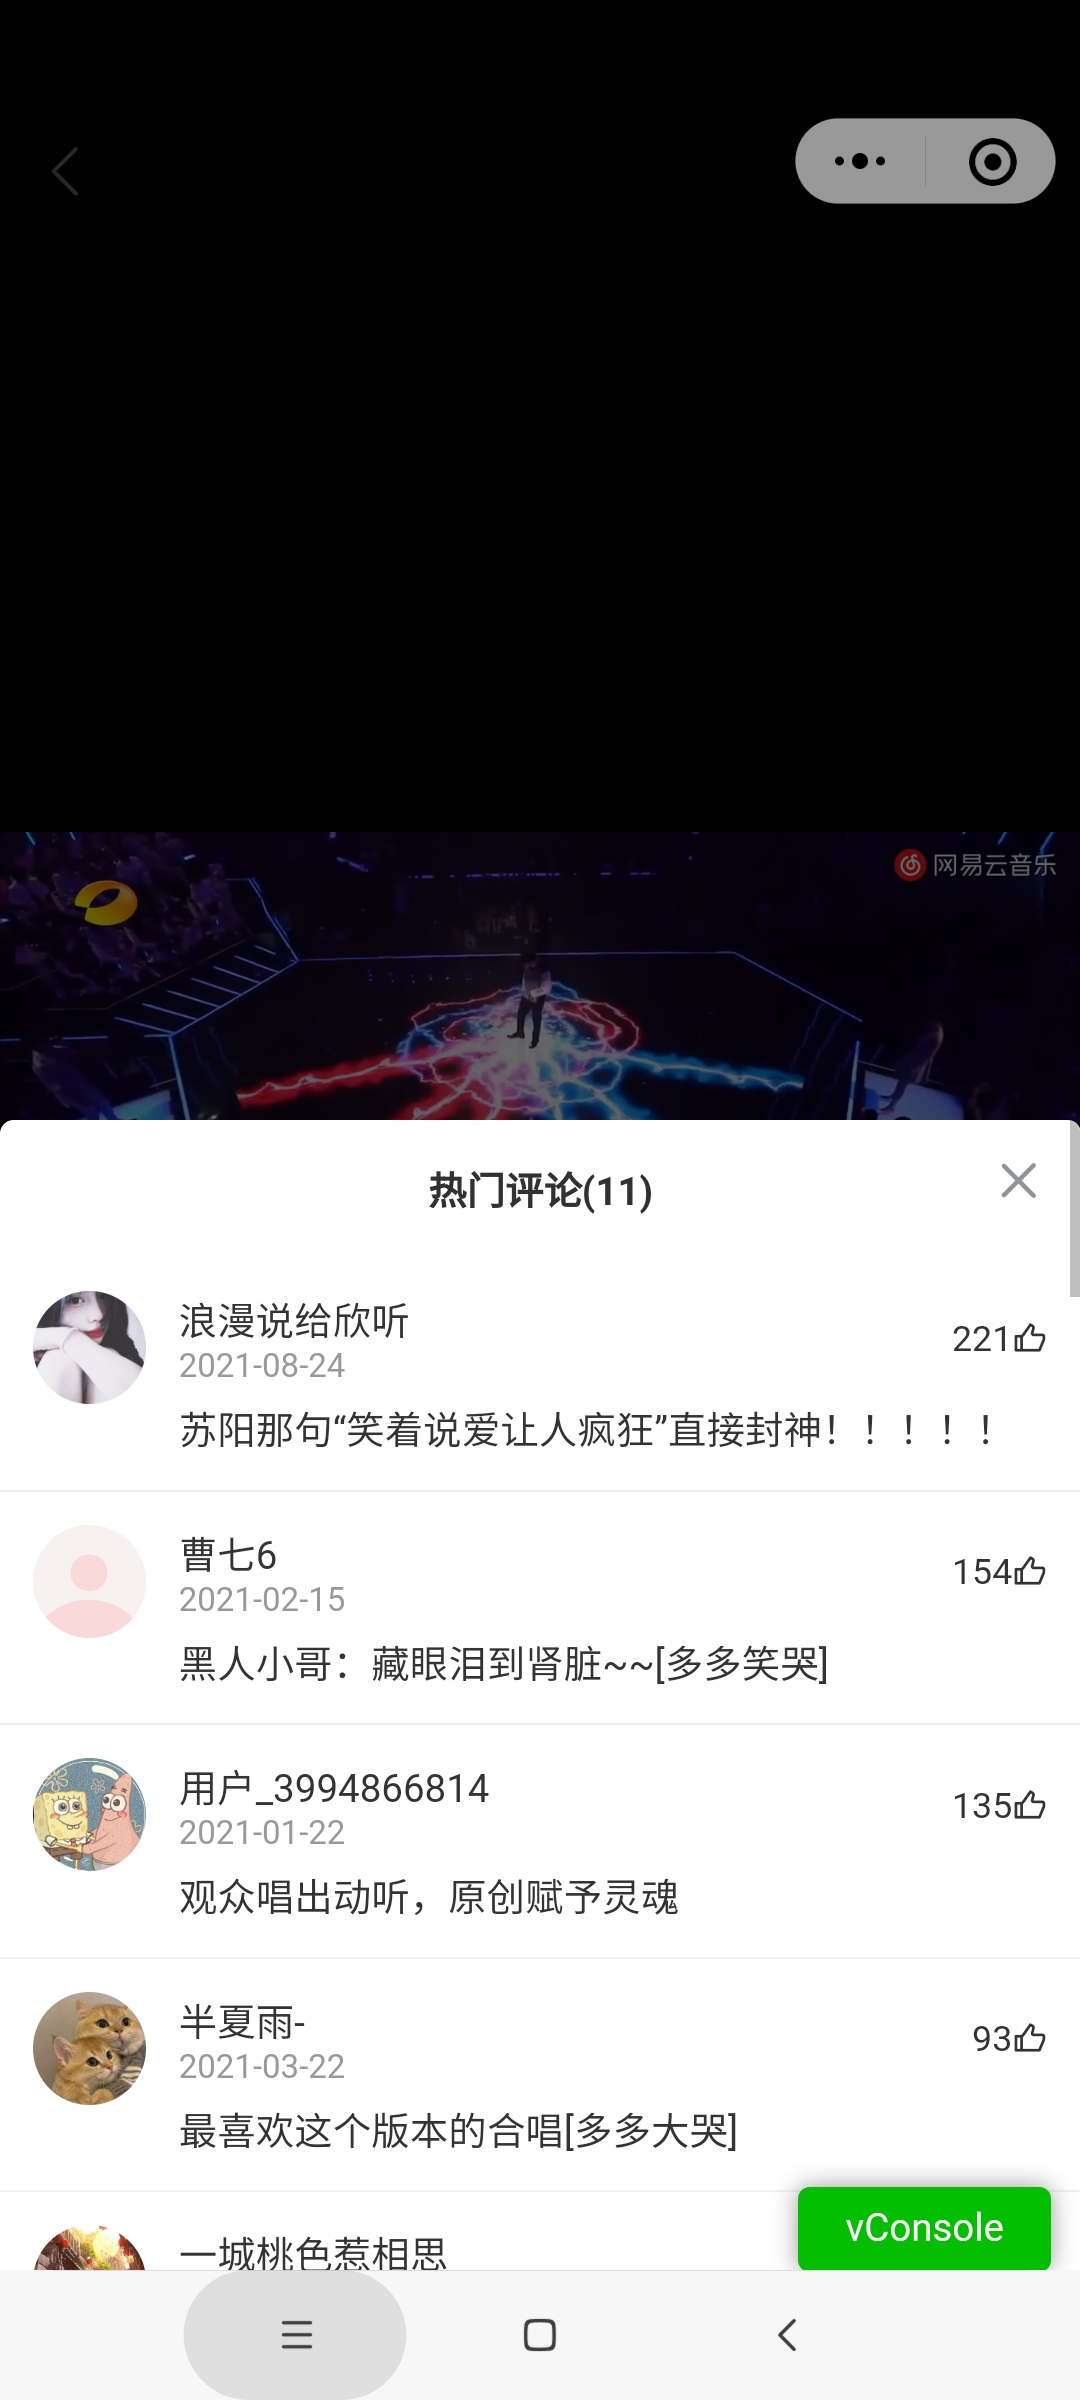 网易云音乐
热门评论(11)
浪漫说给欣听
221
2021-08-24
苏阳那句“笑着说爱让人疯狂”直接封神！！！！！
曹七6
154
2021-02-15
黑人小哥：藏眼泪到肾脏~~[多多笑哭]
用户_3994866814
135
2021-01-22
观众唱出动听，原创赋予灵魂
半夏雨-
93
2021-03-22
最喜欢这个版本的合唱[多多大哭]
一城桃色惹相思
vConsole